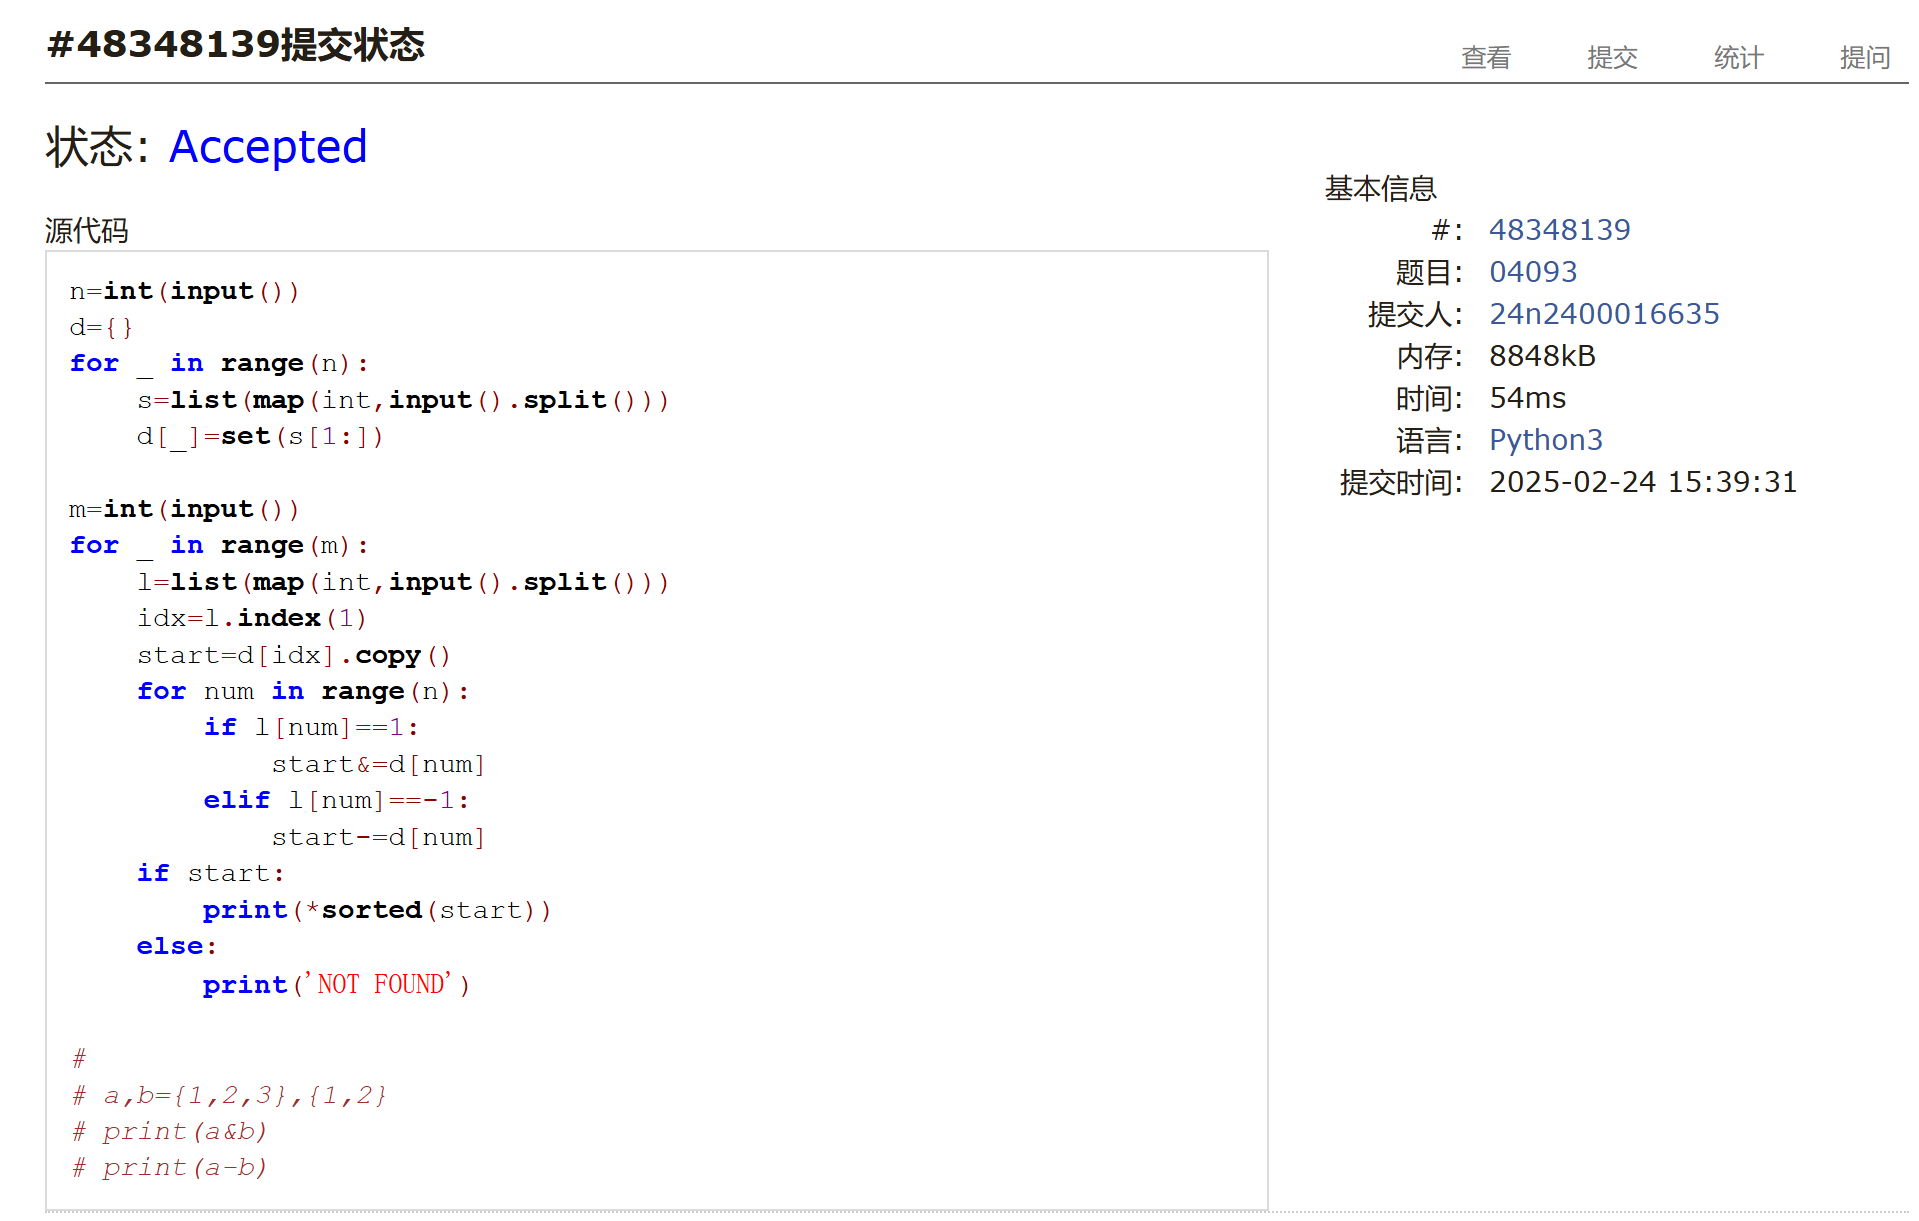 #48348139提交状态
查看 提交 统计 提问
状态: Accepted
源代码
n=int(input())
d={}
for _ in range(n):
    s=list(map(int,input().split()))
    d[_]=set(s[1:])

m=int(input())
for _ in range(m):
    l=list(map(int,input().split()))
    idx=l.index(1)
    start=d[idx].copy()
    for num in range(n):
        if l[num]==1:
            start&=d[num]
        elif l[num]==-1:
            start-=d[num]
    if start:
        print(*sorted(start))
    else:
        print('NOT FOUND')

#
# a,b={1,2,3},{1,2}
# print(a&b)
# print(a-b)
基本信息
#: 48348139
题目: 04093
提交人: 24n2400016635
内存: 8848kB
时间: 54ms
语言: Python3
提交时间: 2025-02-24 15:39:31